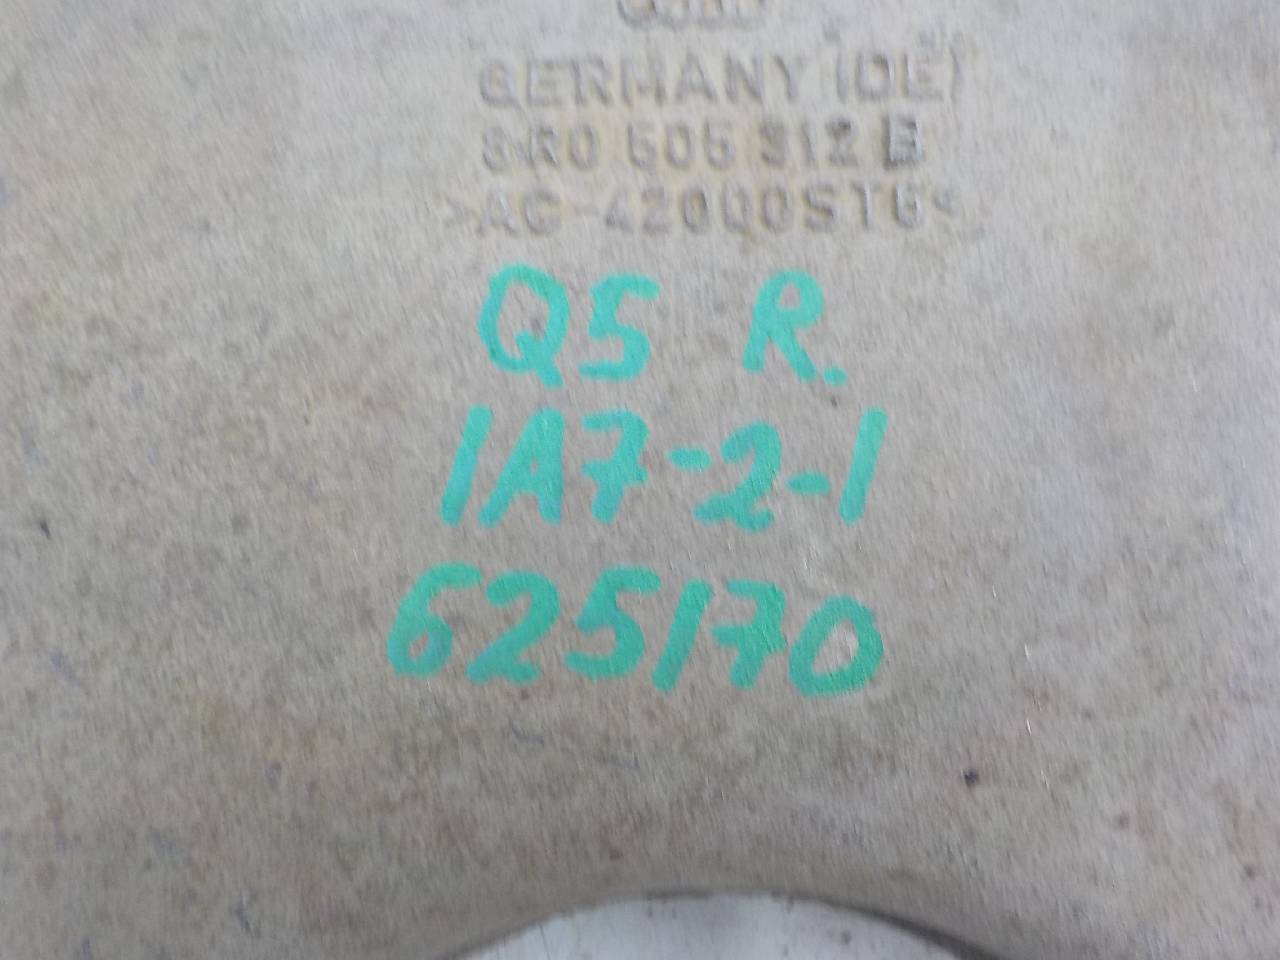 GERMANY (DE)
8R0 505 312 E
>AC-42000ST6<
Q5 R.
1A7-2-1
625170